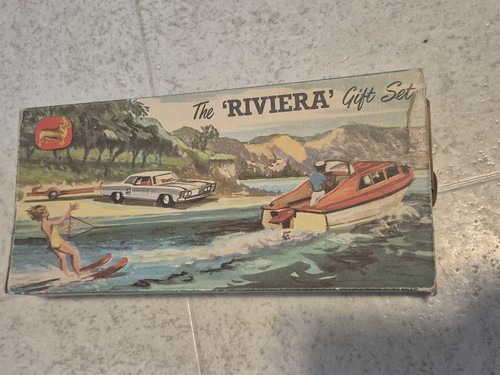 The 'RIVIERA' Gift Set